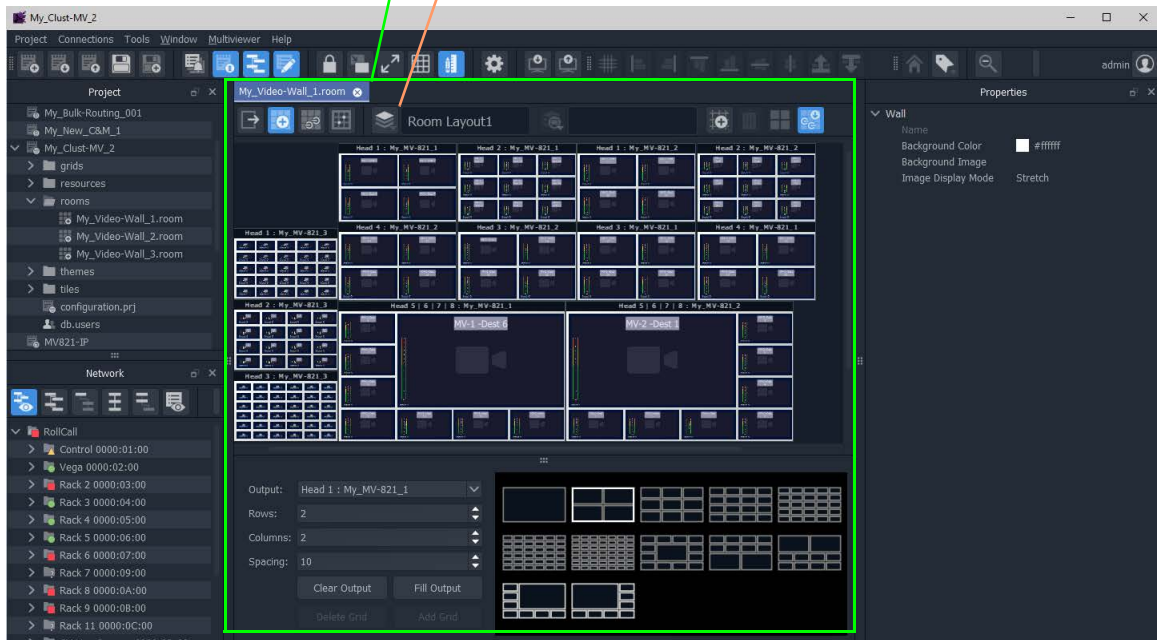 My_Clust-MV_2
Project Connections Tools Window Multiviewer Help
admin
Project
My_Bulk-Routing_001
My_New_C&M_1
My_Clust-MV_2
grids
resources
rooms
My_Video-Wall_1.room
My_Video-Wall_2.room
My_Video-Wall_3.room
themes
tiles
configuration.prj
db.users
MV821-IP
Network
RollCall
Control 0000:01:00
Vega 0000:02:00
Rack 2 0000:03:00
Rack 3 0000:04:00
Rack 4 0000:05:00
Rack 5 0000:06:00
Rack 6 0000:07:00
Rack 7 0000:09:00
Rack 8 0000:0A:00
Rack 9 0000:0B:00
Rack 11 0000:0C:00
My_Video-Wall_1.room
Room Layout1
Head 1 : My_MV-821_1
Head 2 : My_MV-821_1
Head 1 : My_MV-821_2
Head 2 : My_MV-821_2
Head 4 : My_MV-821_2
Head 3 : My_MV-821_2
Head 3 : My_MV-821_1
Head 4 : My_MV-821_1
Head 1 : My_MV-821_3
Head 2 : My_MV-821_3
Head 5 | 6 | 7 | 8 : My_MV-821_1
Head 5 | 6 | 7 | 8 : My_MV-821_2
MV-1 -Dest 6
MV-2 -Dest 1
Head 3 : My_MV-821_3
Output: Head 1 : My_MV-821_1
Rows: 2
Columns: 2
Spacing: 10
Clear Output Fill Output
Delete Grid Add Grid
Properties
Wall
Name
Background Color #ffffff
Background Image
Image Display Mode Stretch